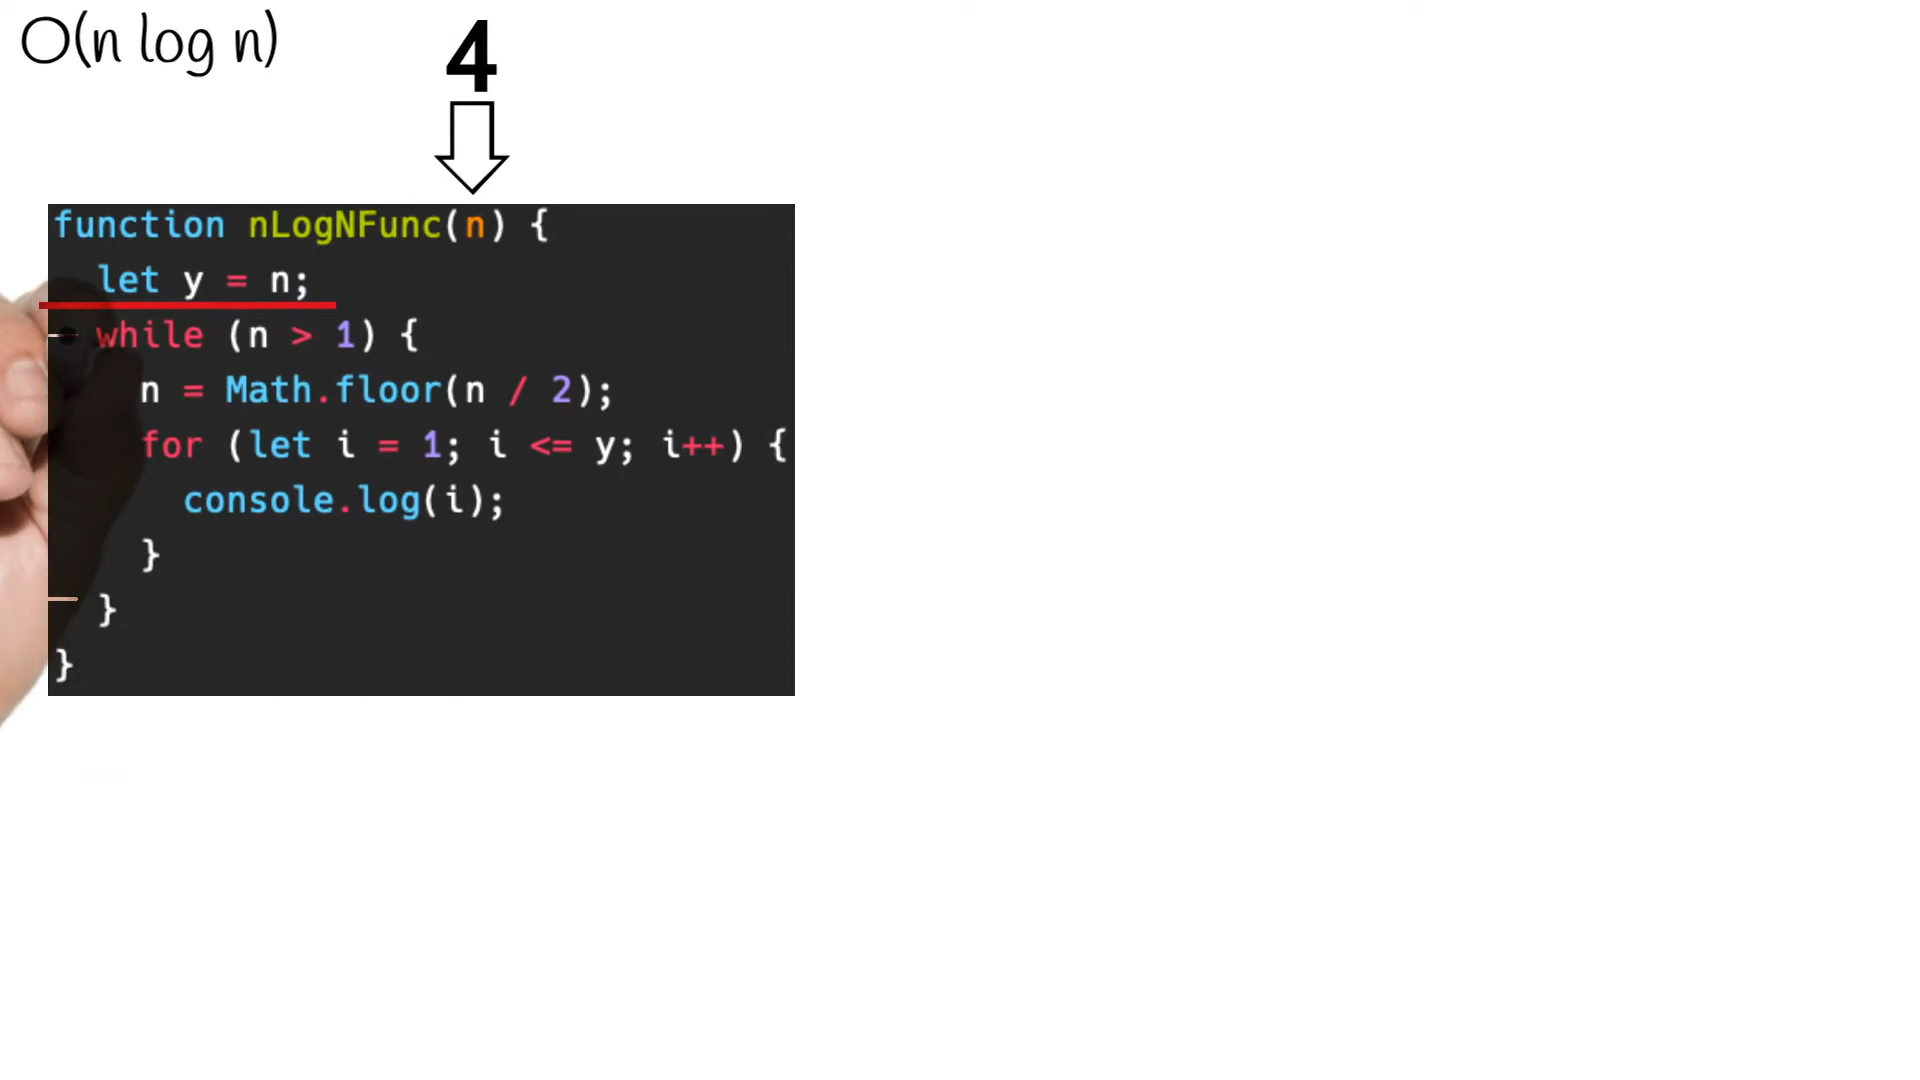 O(n log n)
4
function nLogNFunc(n) {
  let y = n;
  while (n > 1) {
    n = Math.floor(n / 2);
    for (let i = 1; i <= y; i++) {
      console.log(i);
    }
  }
}